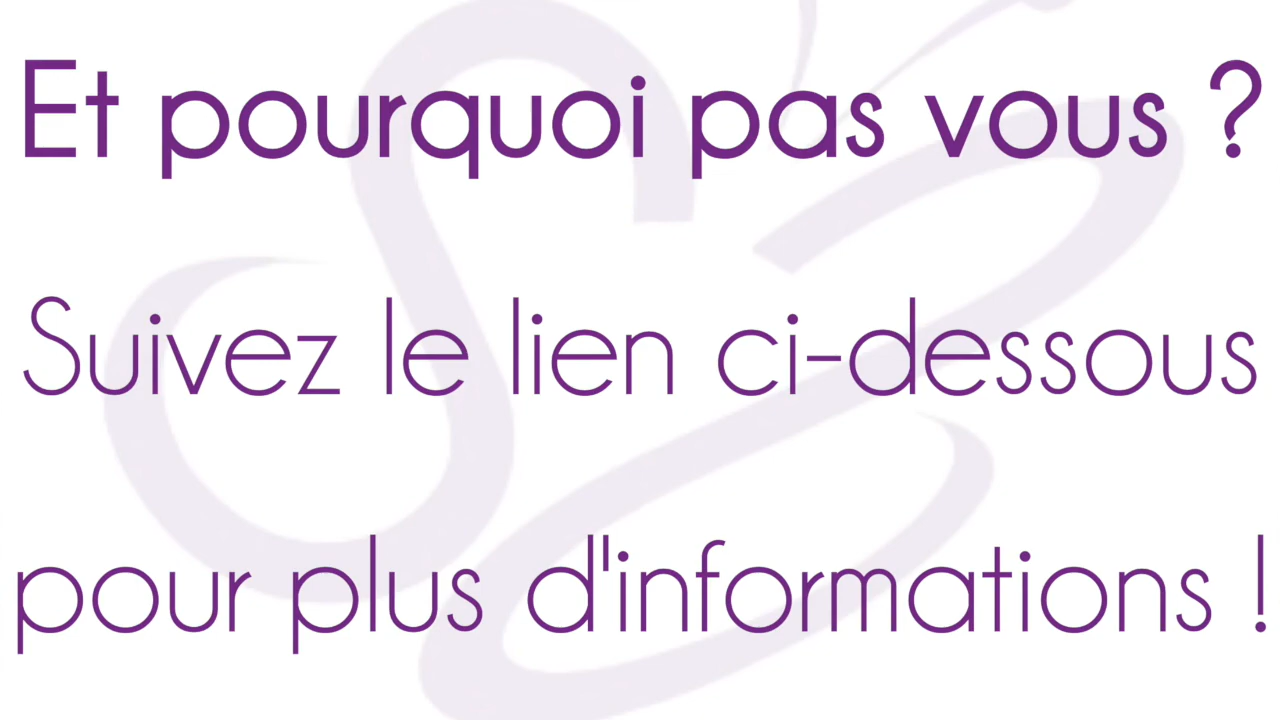 Et pourquoi pas vous ?
Suivez le lien ci-dessous
pour plus d'informations !